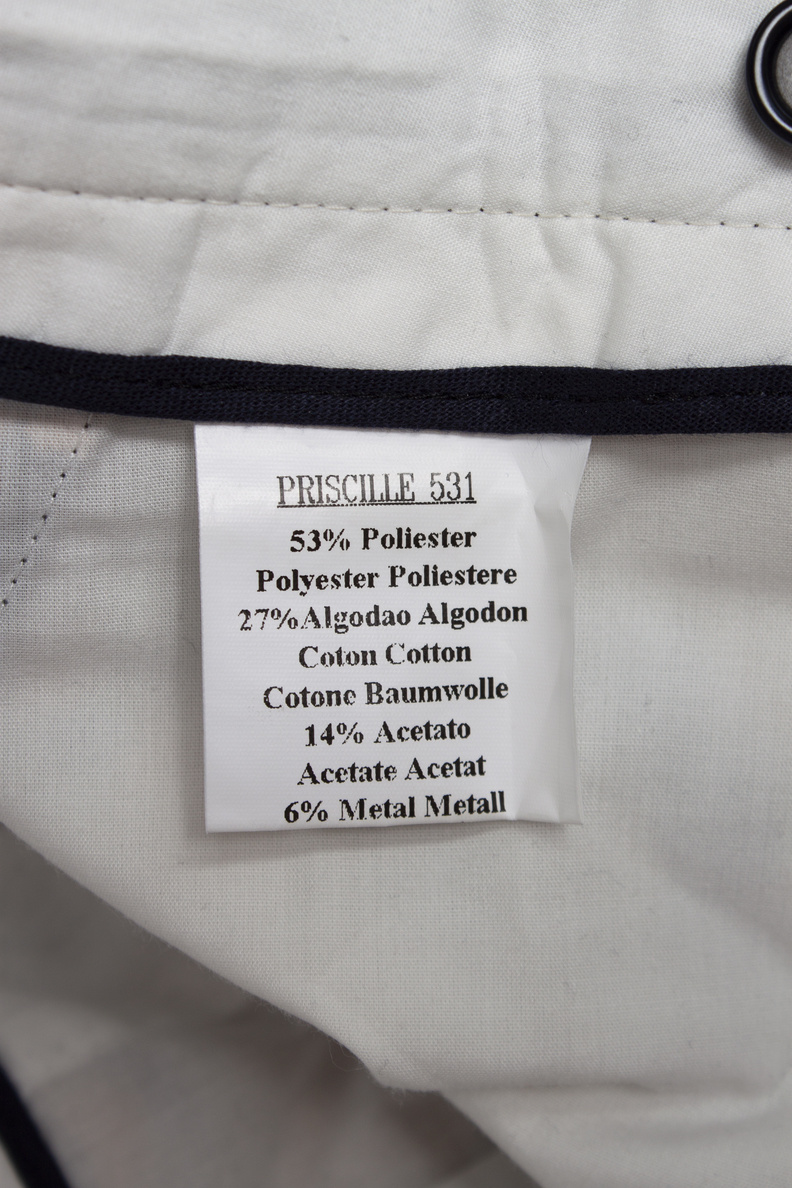 PRISCILLE 531
53% Poliester
Polyester Poliestere
27%Algodao Algodon
Coton Cotton
Cotone Baumwolle
14% Acetato
Acetate Acetat
6% Metal Metall